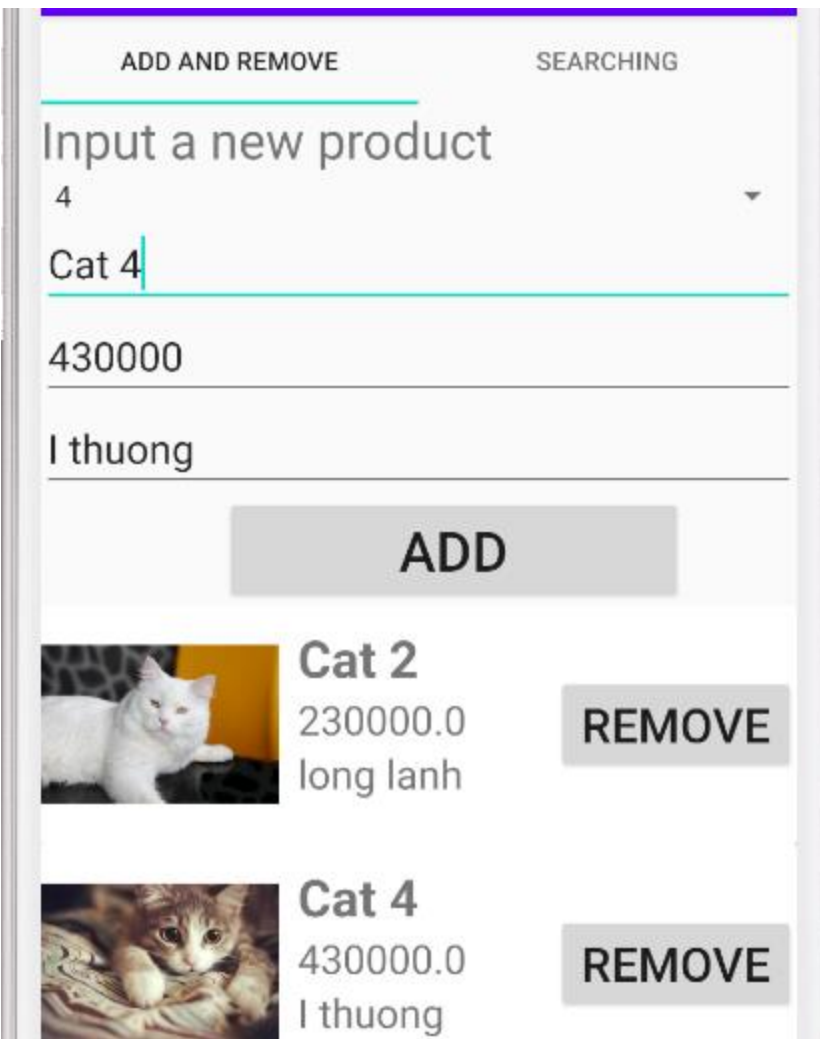 ADD AND REMOVE
SEARCHING
Input a new product
4
Cat 4
430000
I thuong
ADD
Cat 2
230000.0
long lanh
REMOVE
Cat 4
430000.0
I thuong
REMOVE